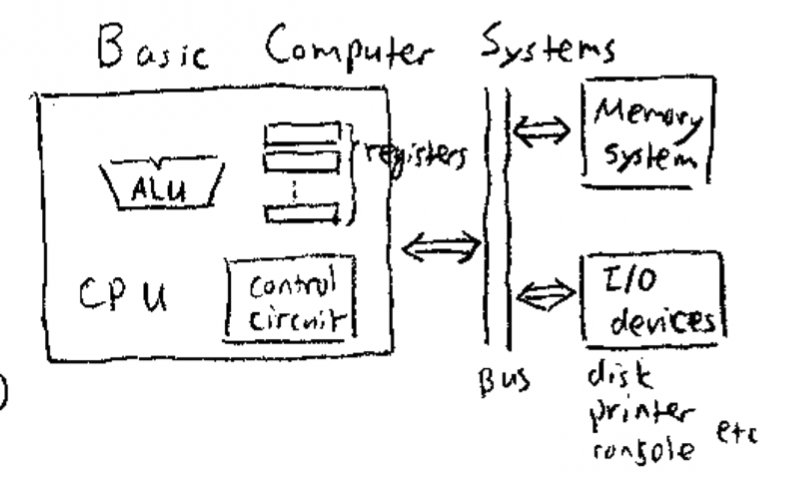 Basic Computer Systems
ALU
registers
CPU
control
circuit
Bus
Memory
system
I/O
devices
disk
printer
console etc